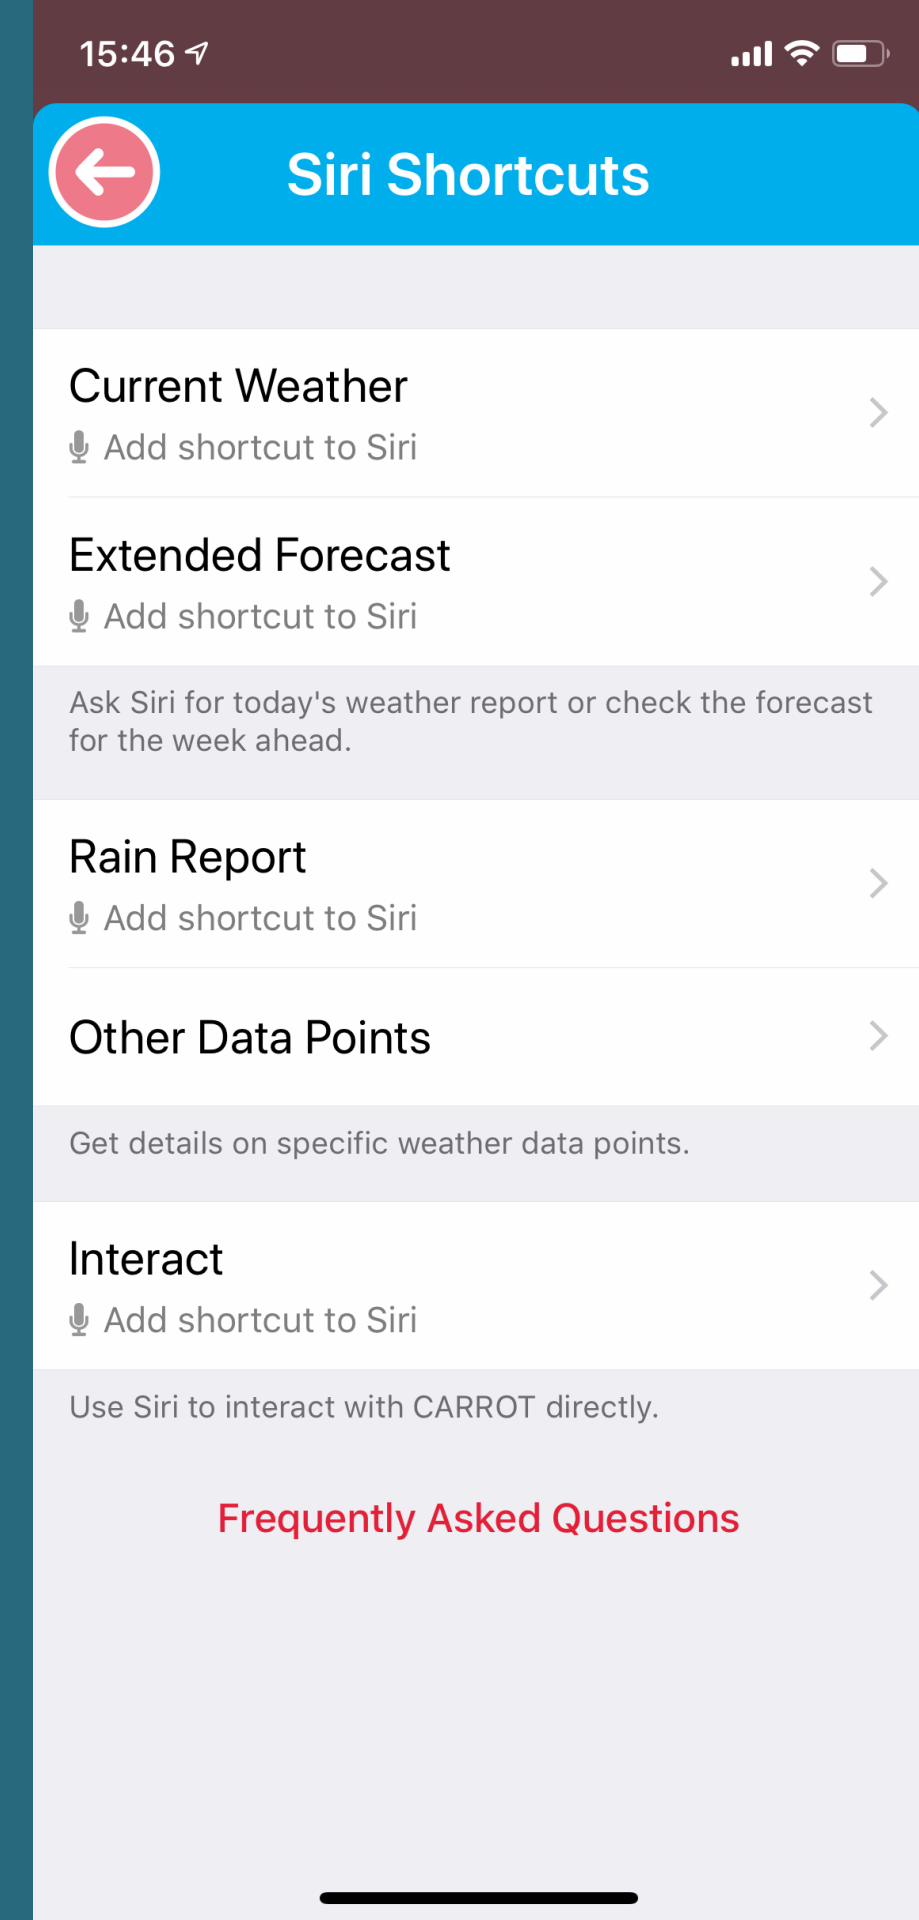 15:46
Siri Shortcuts
Current Weather
Add shortcut to Siri
Extended Forecast
Add shortcut to Siri
Ask Siri for today's weather report or check the forecast
for the week ahead.
Rain Report
Add shortcut to Siri
Other Data Points
Get details on specific weather data points.
Interact
Add shortcut to Siri
Use Siri to interact with CARROT directly.
Frequently Asked Questions